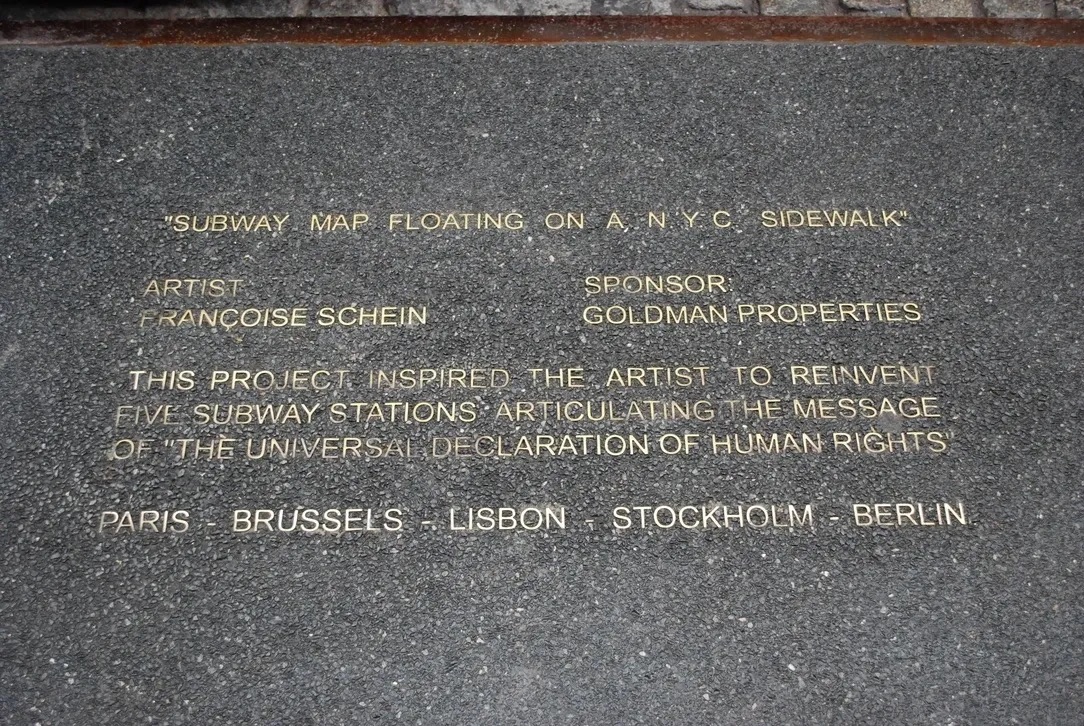 "SUBWAY MAP FLOATING ON A N Y C SIDEWALK"
ARTIST:
FRANÇOISE SCHEIN
SPONSOR:
GOLDMAN PROPERTIES
THIS PROJECT INSPIRED THE ARTIST TO REINVENT
FIVE SUBWAY STATIONS ARTICULATING THE MESSAGE
OF "THE UNIVERSAL DECLARATION OF HUMAN RIGHTS"
PARIS - BRUSSELS - LISBON - STOCKHOLM - BERLIN